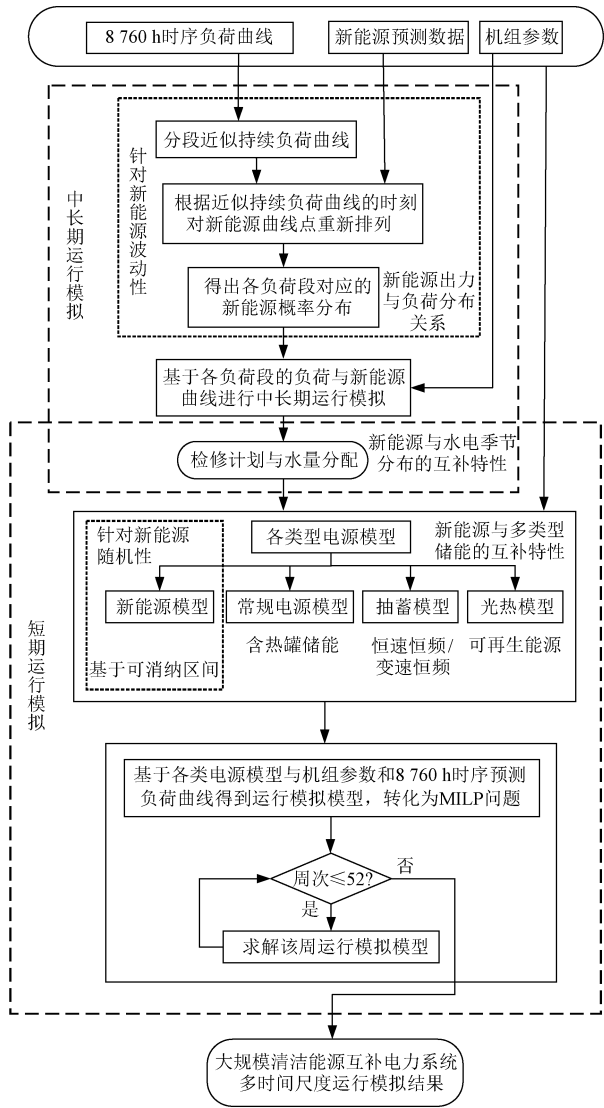 8 760 h时序负荷曲线
新能源预测数据
机组参数
中长期运行模拟
针对新能源波动性
分段近似持续负荷曲线
根据近似持续负荷曲线的时刻
对新能源曲线点重新排列
得出各负荷段对应的
新能源概率分布
新能源出力
与负荷分布
关系
基于各负荷段的负荷与新能源
曲线进行中长期运行模拟
检修计划与水量分配
新能源与水电季节
分布的互补特性
短期运行模拟
针对新能源
随机性
各类型电源模型
新能源与多类型
储能的互补特性
新能源模型
常规电源模型
抽蓄模型
光热模型
基于可消纳区间
含热罐储能
恒速恒频/
变速恒频
可再生能源
基于各类电源模型与机组参数和8 760 h时序预测
负荷曲线得到运行模拟模型，转化为MILP问题
周次≤52?
否
是
求解该周运行模拟模型
大规模清洁能源互补电力系统
多时间尺度运行模拟结果